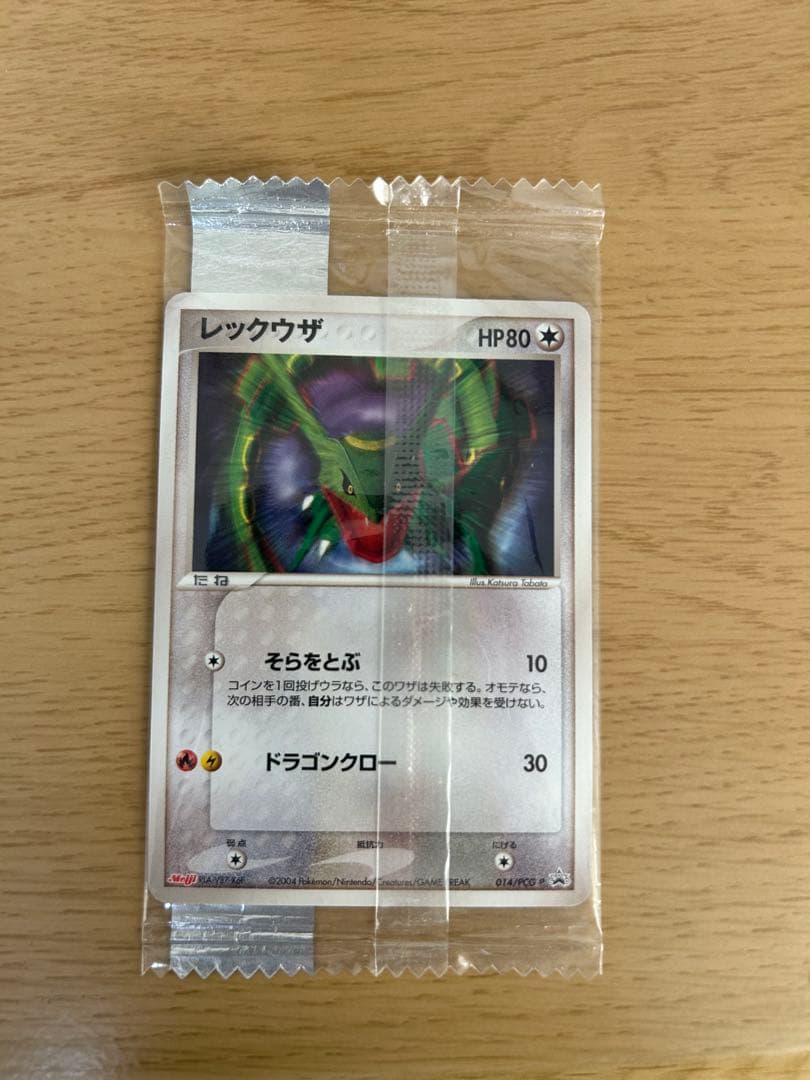 レックウザ
HP80
たね
Illus. Katsura Tabata
そらをとぶ 10
コインを1回投げウラなら、このワザは失敗する。オモテなら、
次の相手の番、自分はワザによるダメージや効果を受けない。
ドラゴンクロー 30
弱点 抵抗力 にげる
Meiji
©2004 Pokémon/Nintendo/Creatures/GAME FREAK
014/PCG-P